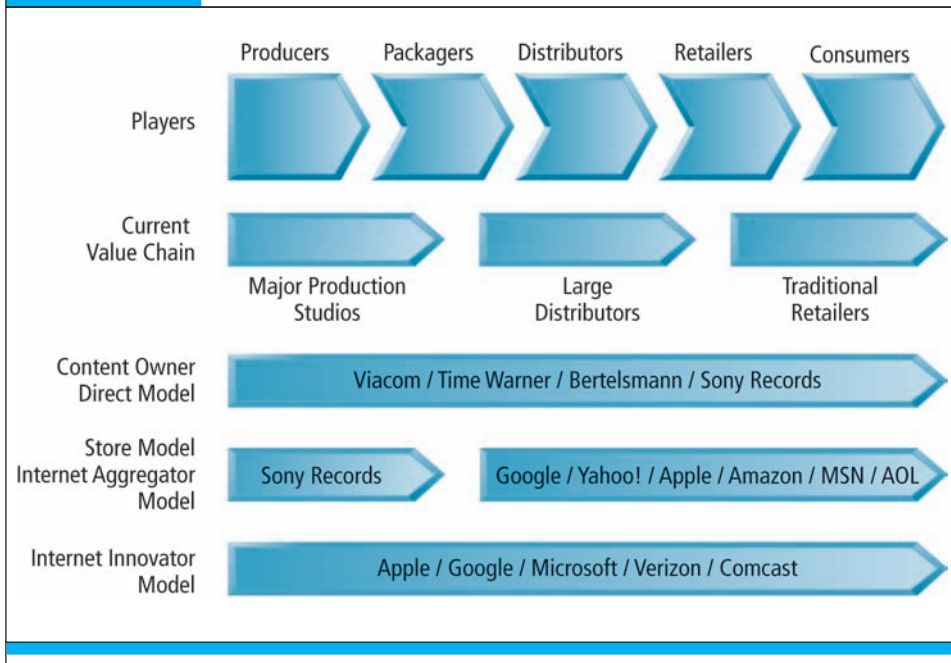 Producers Packagers Distributors Retailers Consumers
Players
Current
Value Chain
Major Production
Studios
Large
Distributors
Traditional
Retailers
Content Owner
Direct Model
Viacom / Time Warner / Bertelsmann / Sony Records
Store Model
Internet Aggregator
Model
Sony Records
Google / Yahoo! / Apple / Amazon / MSN / AOL
Internet Innovator
Model
Apple / Google / Microsoft / Verizon / Comcast